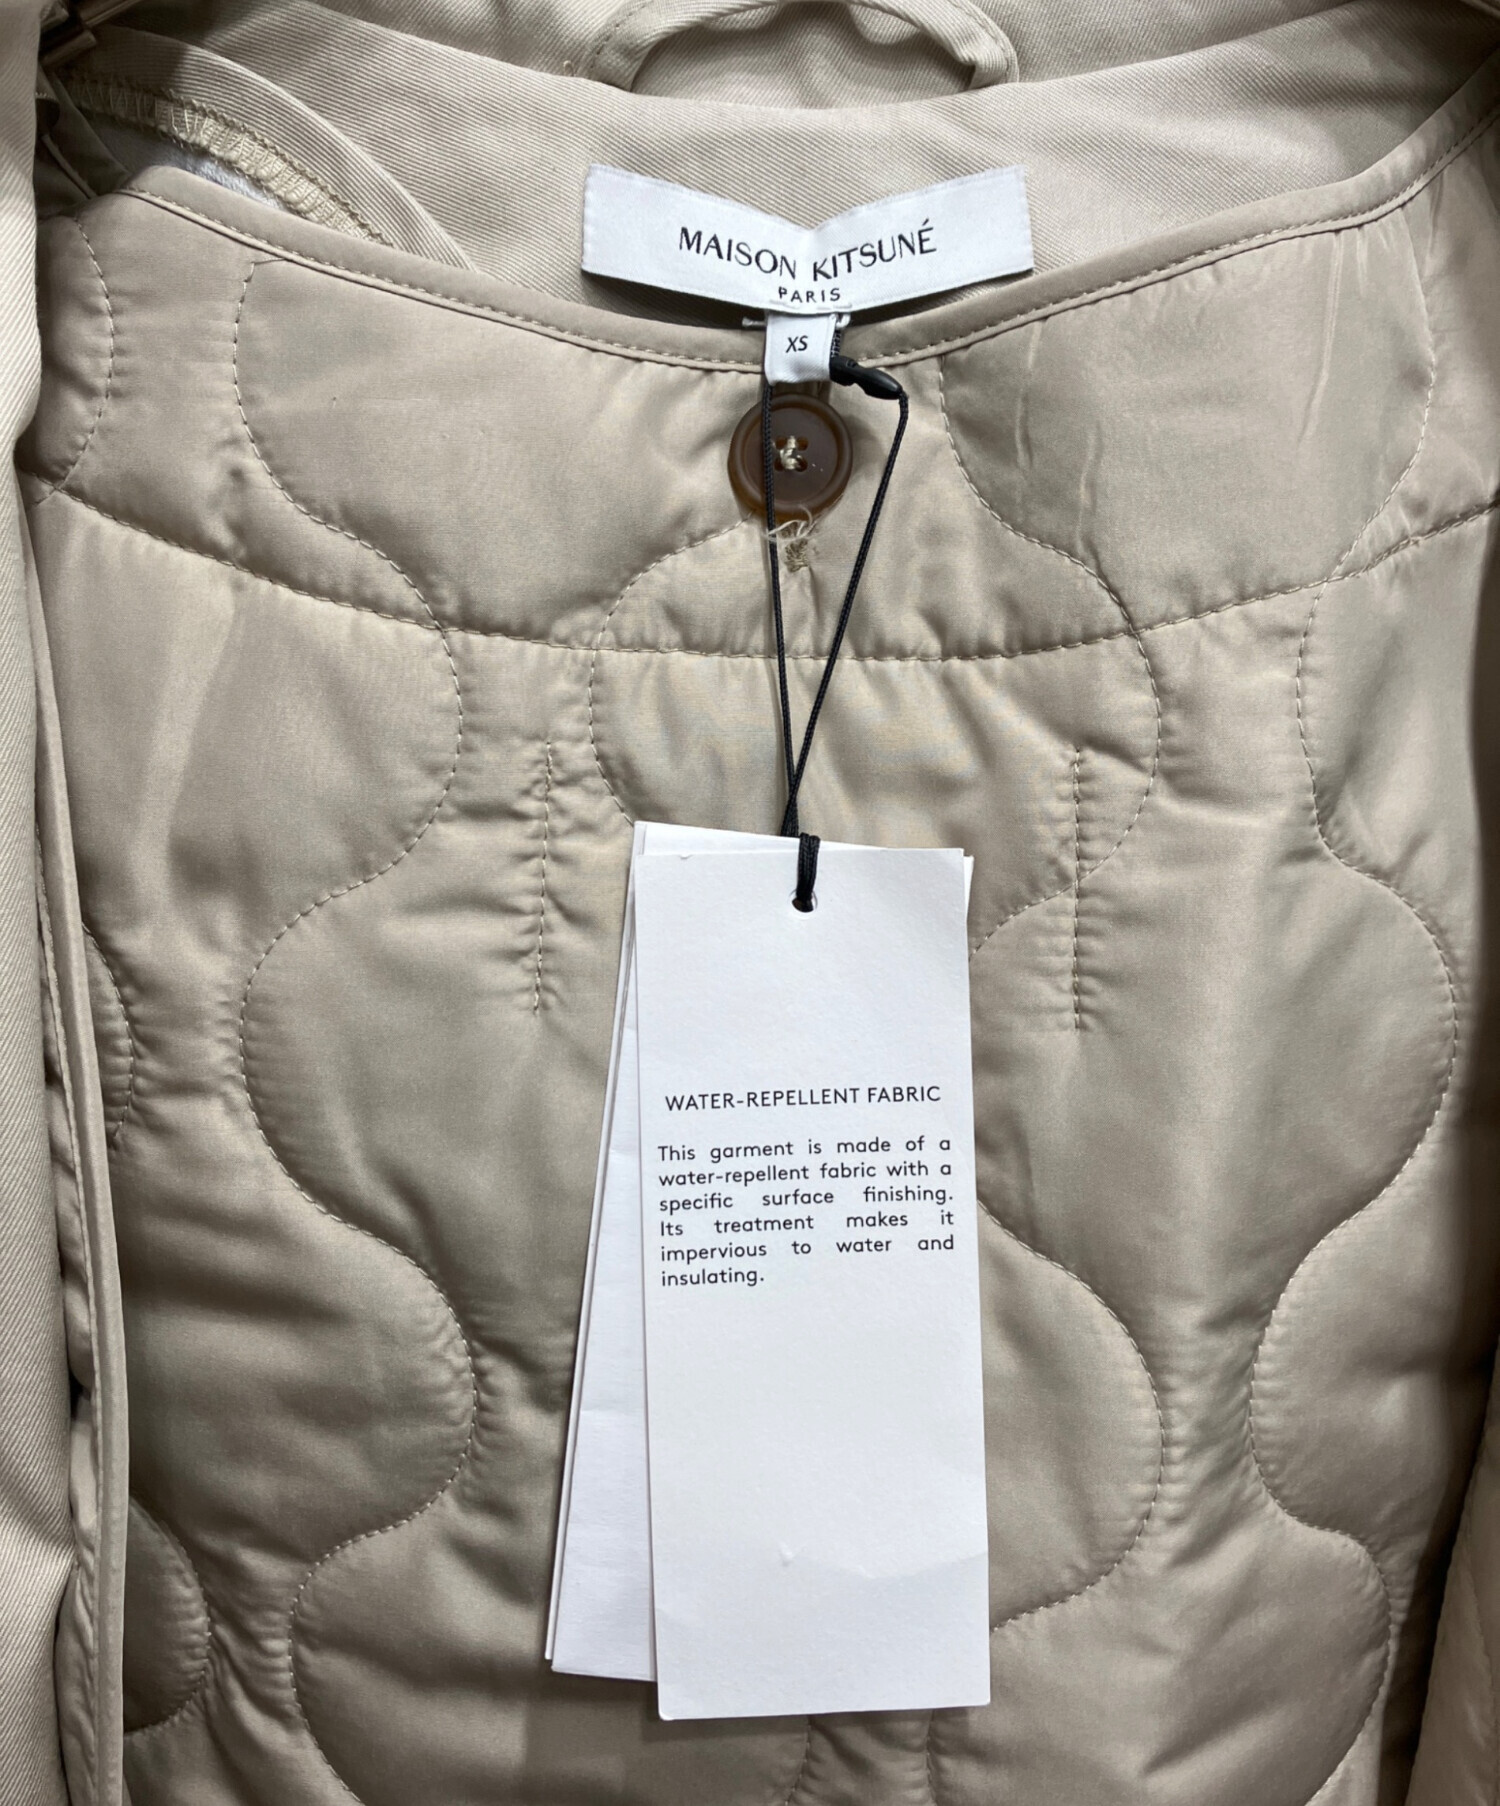 MAISON KITSUNÉ
PARIS
XS
WATER-REPELLENT FABRIC
This garment is made of a
water-repellent fabric with a
specific surface finishing.
Its treatment makes it
impervious to water and
insulating.